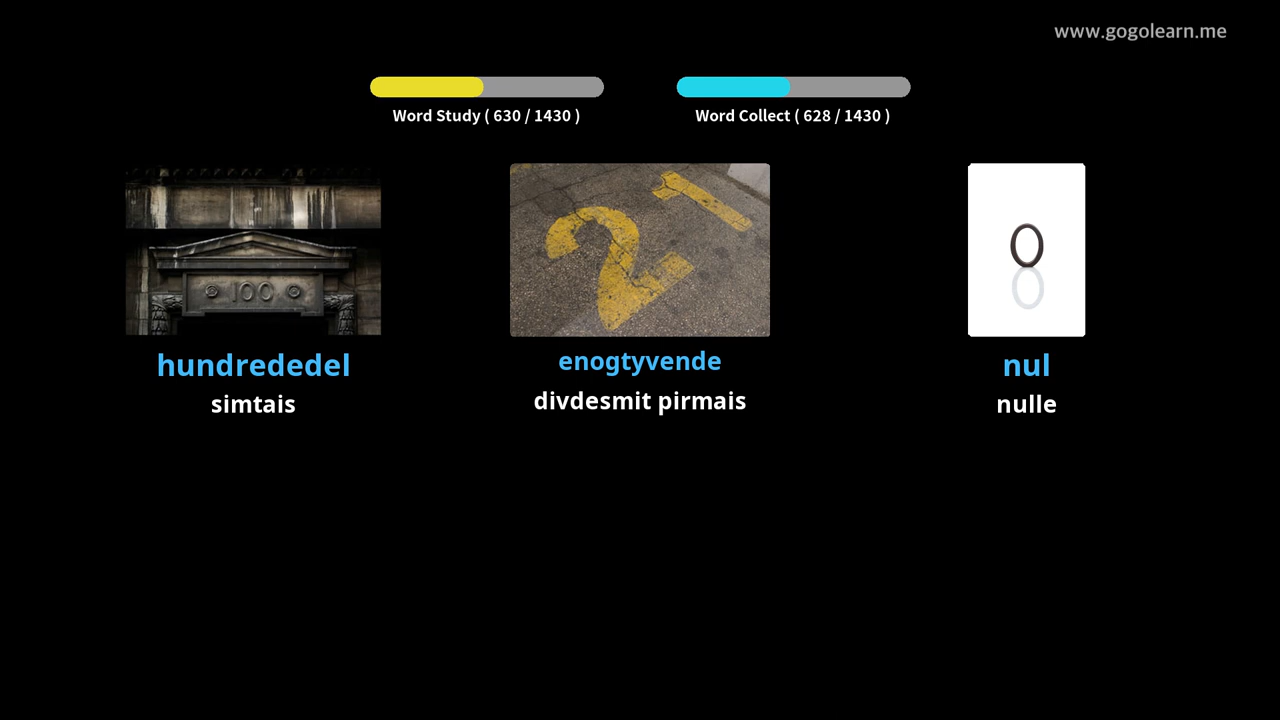 www.gogolearn.me
Word Study ( 630 / 1430 )
Word Collect ( 628 / 1430 )
100
21
0
hundrededel
enogtyvende
nul
simtais
divdesmit pirmais
nulle